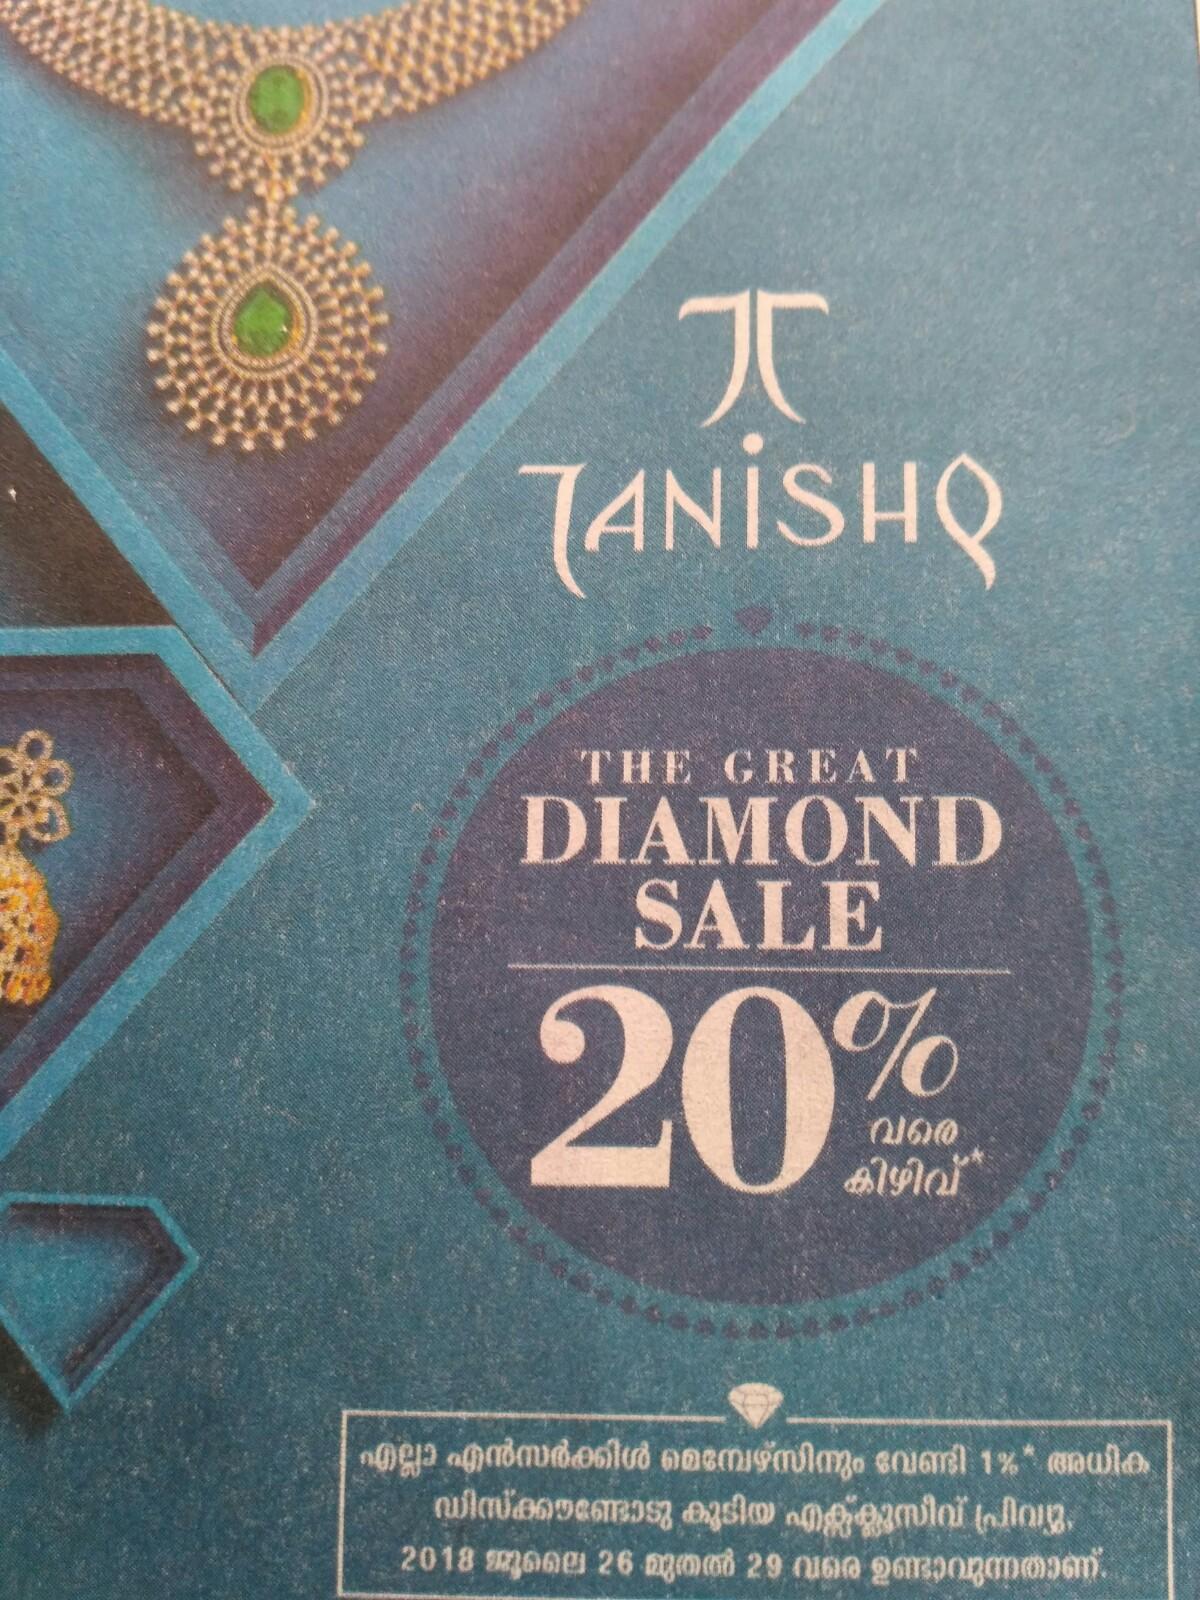 TANISHQ
THE GREAT
DIAMOND
SALE
20%
വരെ
കിഴിവ്*
എല്ലാ എൻസർക്കിൾ മെമ്പേഴ്സിന്നും വേണ്ടി 1%* അധിക
ഡിസ്ക്കൗണ്ടോടു കൂടിയ എക്സ്ക്ലൂസീവ് പ്രിവ്യൂ,
2018 ജൂലൈ 26 മുതൽ 29 വരെ ഉണ്ടാവുന്നതാണ്.